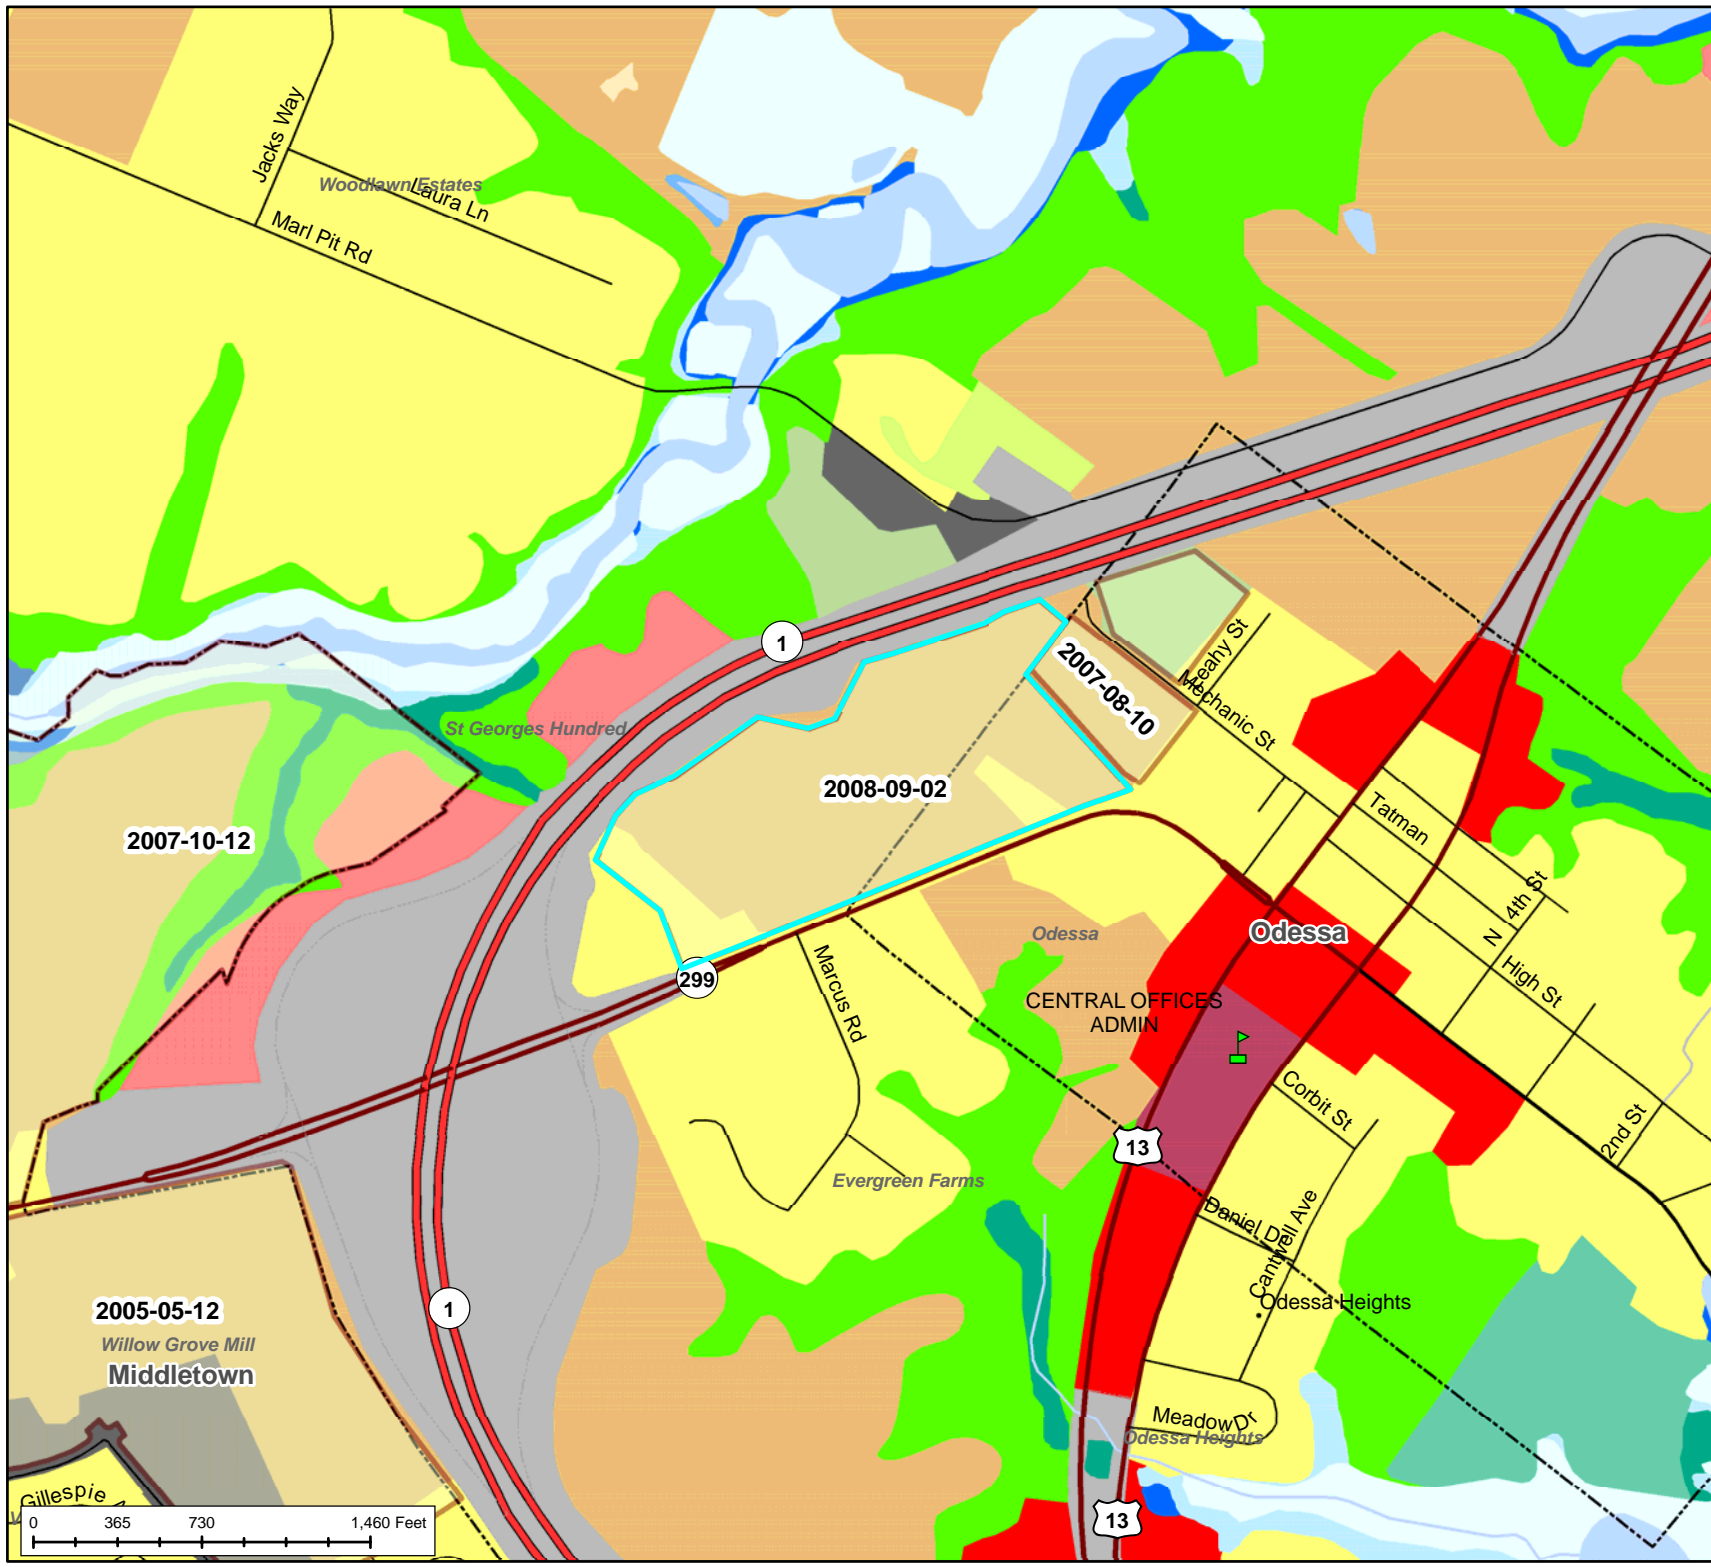 Jacks Way
Woodlawn Estates
Laura Ln
Marl Pit Rd
1
Leahy St
2007-08-10
Mechanic St
St Georges Hundred
2008-09-02
2007-10-12
Tatman
N 4th St
Odessa
Odessa
High St
299
Marcus Rd
CENTRAL OFFICES
ADMIN
Corbit St
13
2nd St
Evergreen Farms
Daniel Dr
Cantwell Ave
Odessa Heights
1
2005-05-12
Willow Grove Mill
Middletown
Meadow Dr
Odessa Heights
Gillespie
13
0 365 730 1,460 Feet